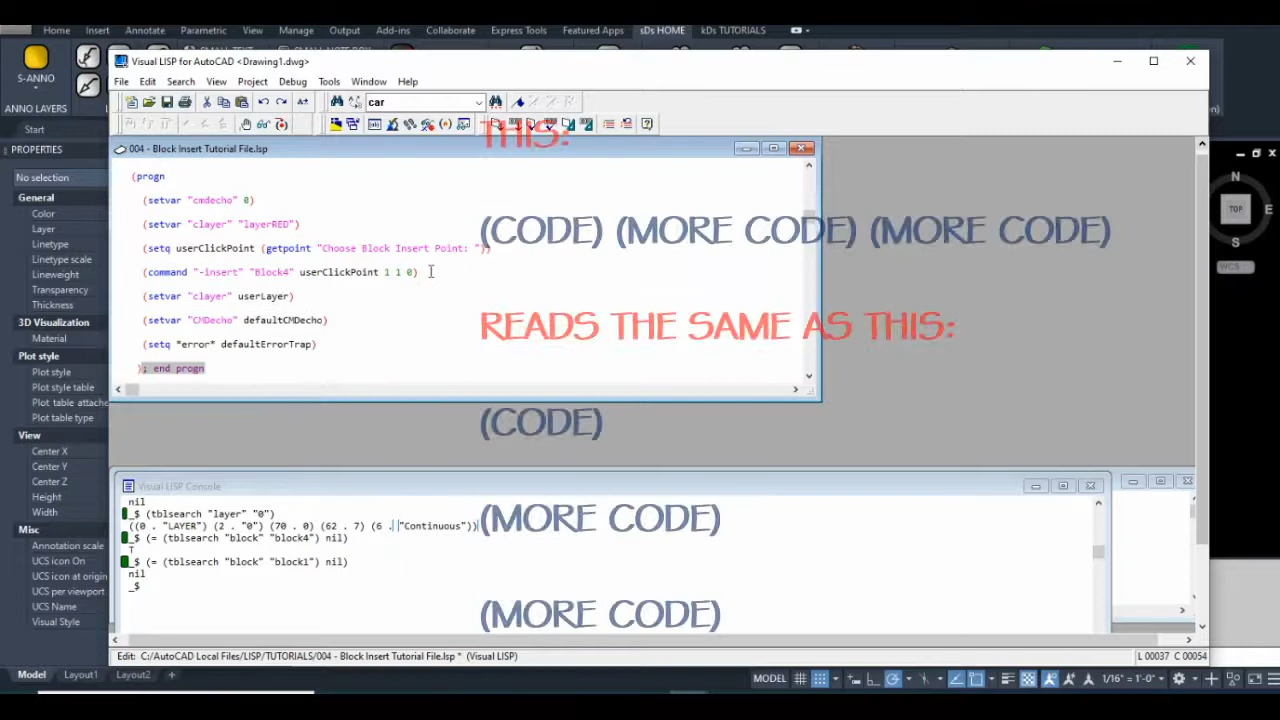 Home Insert Annotate Parametric View Manage Output Add-ins Collaborate Express Tools Featured Apps sDs HOME kDs TUTORIALS
S-ANNO
ANNO LAYERS
Start
Visual LISP for AutoCAD <Drawing1.dwg>
File Edit Search View Project Debug Tools Window Help
car
THIS:
004 - Block Insert Tutorial File.lsp
(progn
(setvar "cmdecho" 0)
(setvar "clayer" "layerRED")
(setq userClickPoint (getpoint "Choose Block Insert Point: "))
(command "-insert" "Block4" userClickPoint 1 1 0)
(setvar "clayer" userLayer)
(setvar "CMDecho" defaultCMDecho)
(setq *error* defaultErrorTrap)
); end progn
(CODE) (MORE CODE) (MORE CODE)
READS THE SAME AS THIS:
(CODE)
(MORE CODE)
(MORE CODE)
Visual LISP Console
nil
_$ (tblsearch "layer" "0")
((0 . "LAYER") (2 . "0") (70 . 0) (62 . 7) (6 . "Continuous"))
_$ (= (tblsearch "block" "block4") nil)
T
_$ (= (tblsearch "block" "block1") nil)
nil
_$
Edit: C:/AutoCAD Local Files/LISP/TUTORIALS/004 - Block Insert Tutorial File.lsp * (Visual LISP)
L 00037 C 00054
PROPERTIES
No selection
General
Color
Layer
Linetype
Linetype scale
Lineweight
Transparency
Thickness
3D Visualization
Material
Plot style
Plot style
Plot style table
Plot table attache
Plot table type
View
Center X
Center Y
Center Z
Height
Width
Misc
Annotation scale
UCS icon On
UCS icon at origin
UCS per viewport
UCS Name
Visual Style
N
TOP
E
S
WCS
Model Layout1 Layout2 +
MODEL
1/16" = 1'-0"